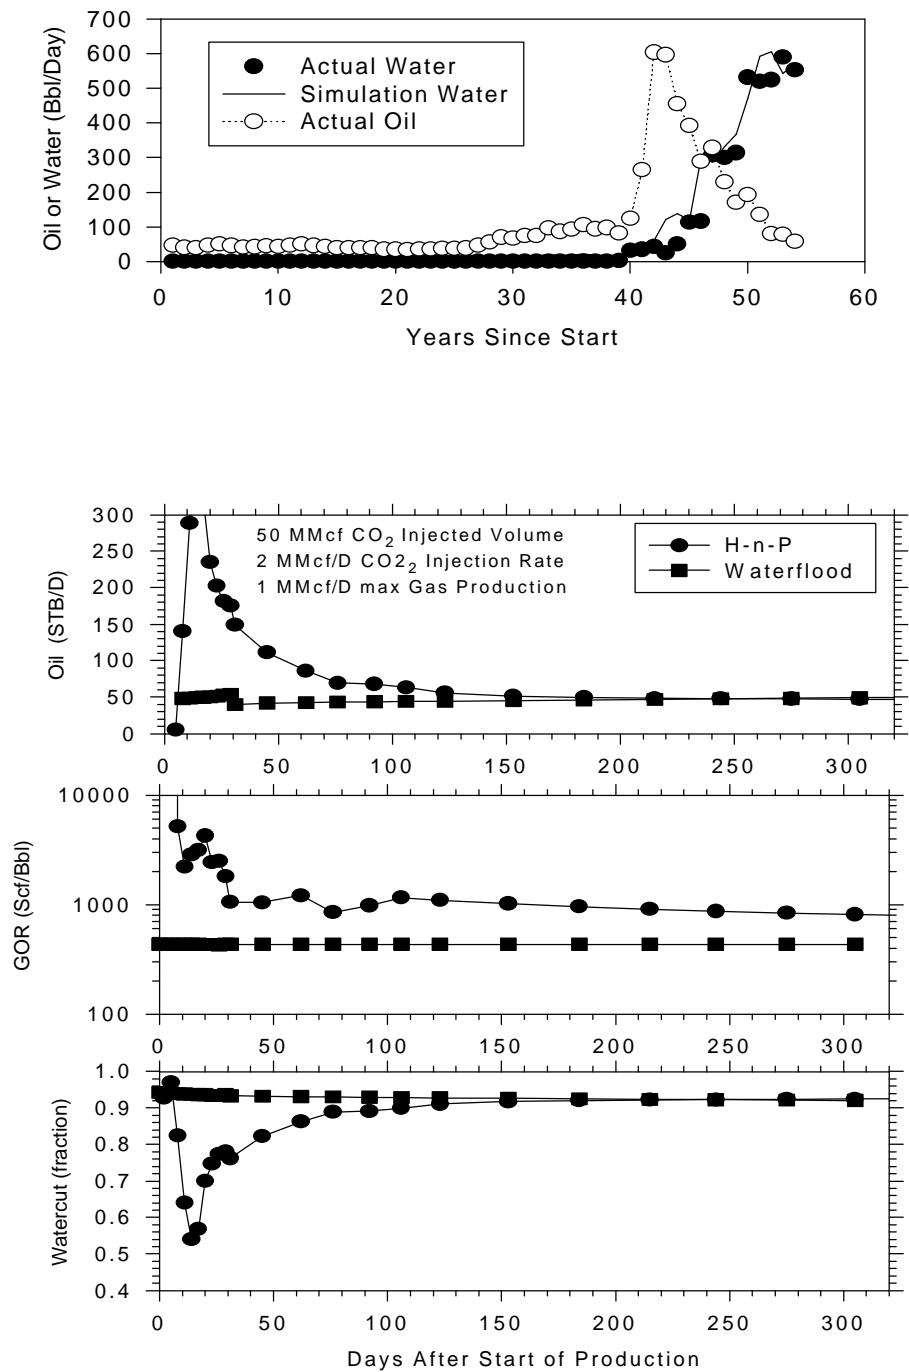 700
600
500
400
300
200
100
0
Oil or Water (Bbl/Day)
Actual Water
Simulation Water
Actual Oil
0 10 20 30 40 50 60
Years Since Start
300
250
200
150
100
50
0
Oil (STB/D)
50 MMcf CO2 Injected Volume
2 MMcf/D CO22 Injection Rate
1 MMcf/D max Gas Production
H-n-P
Waterflood
0 50 100 150 200 250 300
10000
1000
100
GOR (Scf/Bbl)
0 50 100 150 200 250 300
1.0
0.9
0.8
0.7
0.6
0.5
0.4
Watercut (fraction)
0 50 100 150 200 250 300
Days After Start of Production